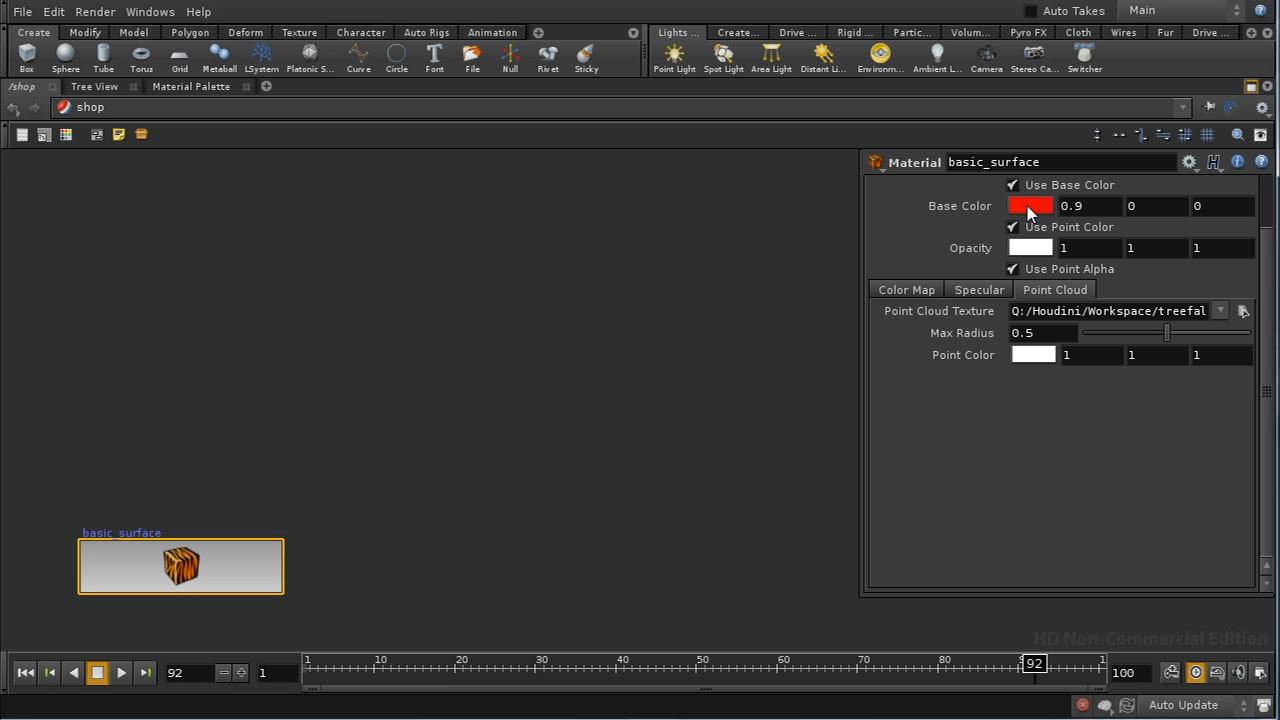 File Edit Render Windows Help Auto Takes Main
Create Modify Model Polygon Deform Texture Character Auto Rigs Animation Lights ... Create... Drive ... Rigid ... Partic... Volum... Pyro FX Cloth Wires Fur Drive ...
Box Sphere Tube Torus Grid Metaball LSystem Platonic S... Curve Circle Font File Null Rivet Sticky Point Light Spot Light Area Light Distant Li... Environm... Ambient L... Camera Stereo Ca... Switcher
/shop Tree View Material Palette
shop
Material basic_surface
Use Base Color
Base Color 0.9 0 0
Use Point Color
Opacity 1 1 1
Use Point Alpha
Color Map Specular Point Cloud
Point Cloud Texture Q:/Houdini/Workspace/treefal
Max Radius 0.5
Point Color 1 1 1
basic_surface
HD Non-Commercial Edition
92 1 1 10 20 30 40 50 60 70 80 92 1 100
Auto Update